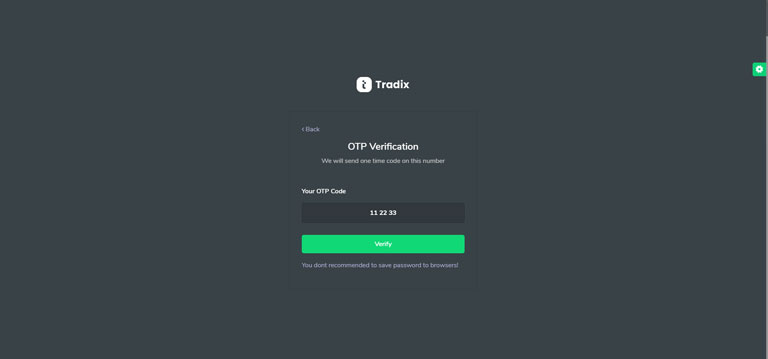 Tradix
Back
OTP Verification
We will send one time code on this number
Your OTP Code
11 22 33
Verify
You dont recommended to save password to browsers!